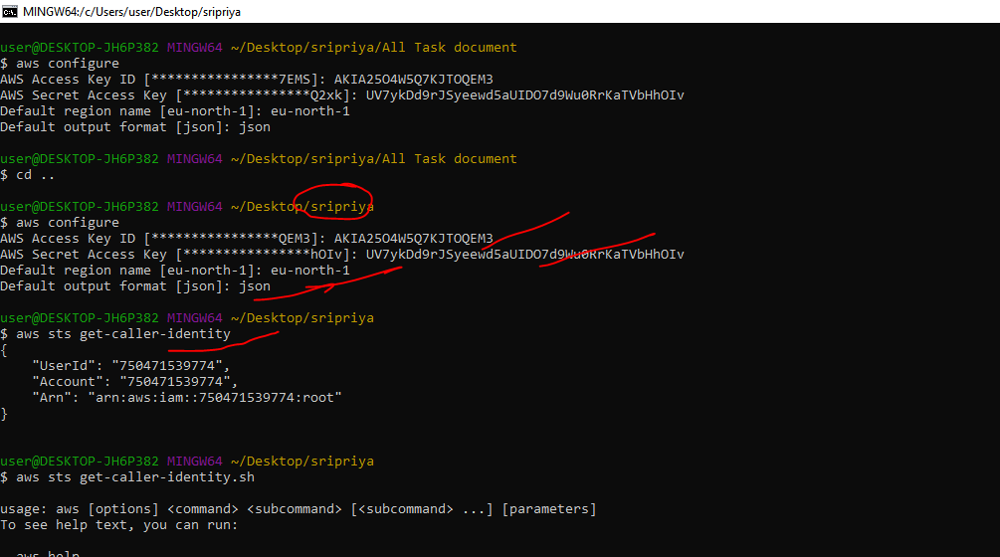 MINGW64:/c/Users/user/Desktop/sripriya
user@DESKTOP-JH6P382 MINGW64 ~/Desktop/sripriya/All Task document
$ aws configure
AWS Access Key ID [****************7EMS]: AKIA25O4W5Q7KJTOQEM3
AWS Secret Access Key [****************Q2xk]: 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
Default region name [eu-north-1]: eu-north-1
Default output format [json]: json
user@DESKTOP-JH6P382 MINGW64 ~/Desktop/sripriya/All Task document
$ cd ..
user@DESKTOP-JH6P382 MINGW64 ~/Desktop/sripriya
$ aws configure
AWS Access Key ID [****************QEM3]: AKIA25O4W5Q7KJTOQEM3
AWS Secret Access Key [****************hOIv]: 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
Default region name [eu-north-1]: eu-north-1
Default output format [json]: json
user@DESKTOP-JH6P382 MINGW64 ~/Desktop/sripriya
$ aws sts get-caller-identity
{
    "UserId": "750471539774",
    "Account": "750471539774",
    "Arn": "arn:aws:iam::750471539774:root"
}
user@DESKTOP-JH6P382 MINGW64 ~/Desktop/sripriya
$ aws sts get-caller-identity.sh
usage: aws [options] <command> <subcommand> [<subcommand> ...] [parameters]
To see help text, you can run:
  aws help